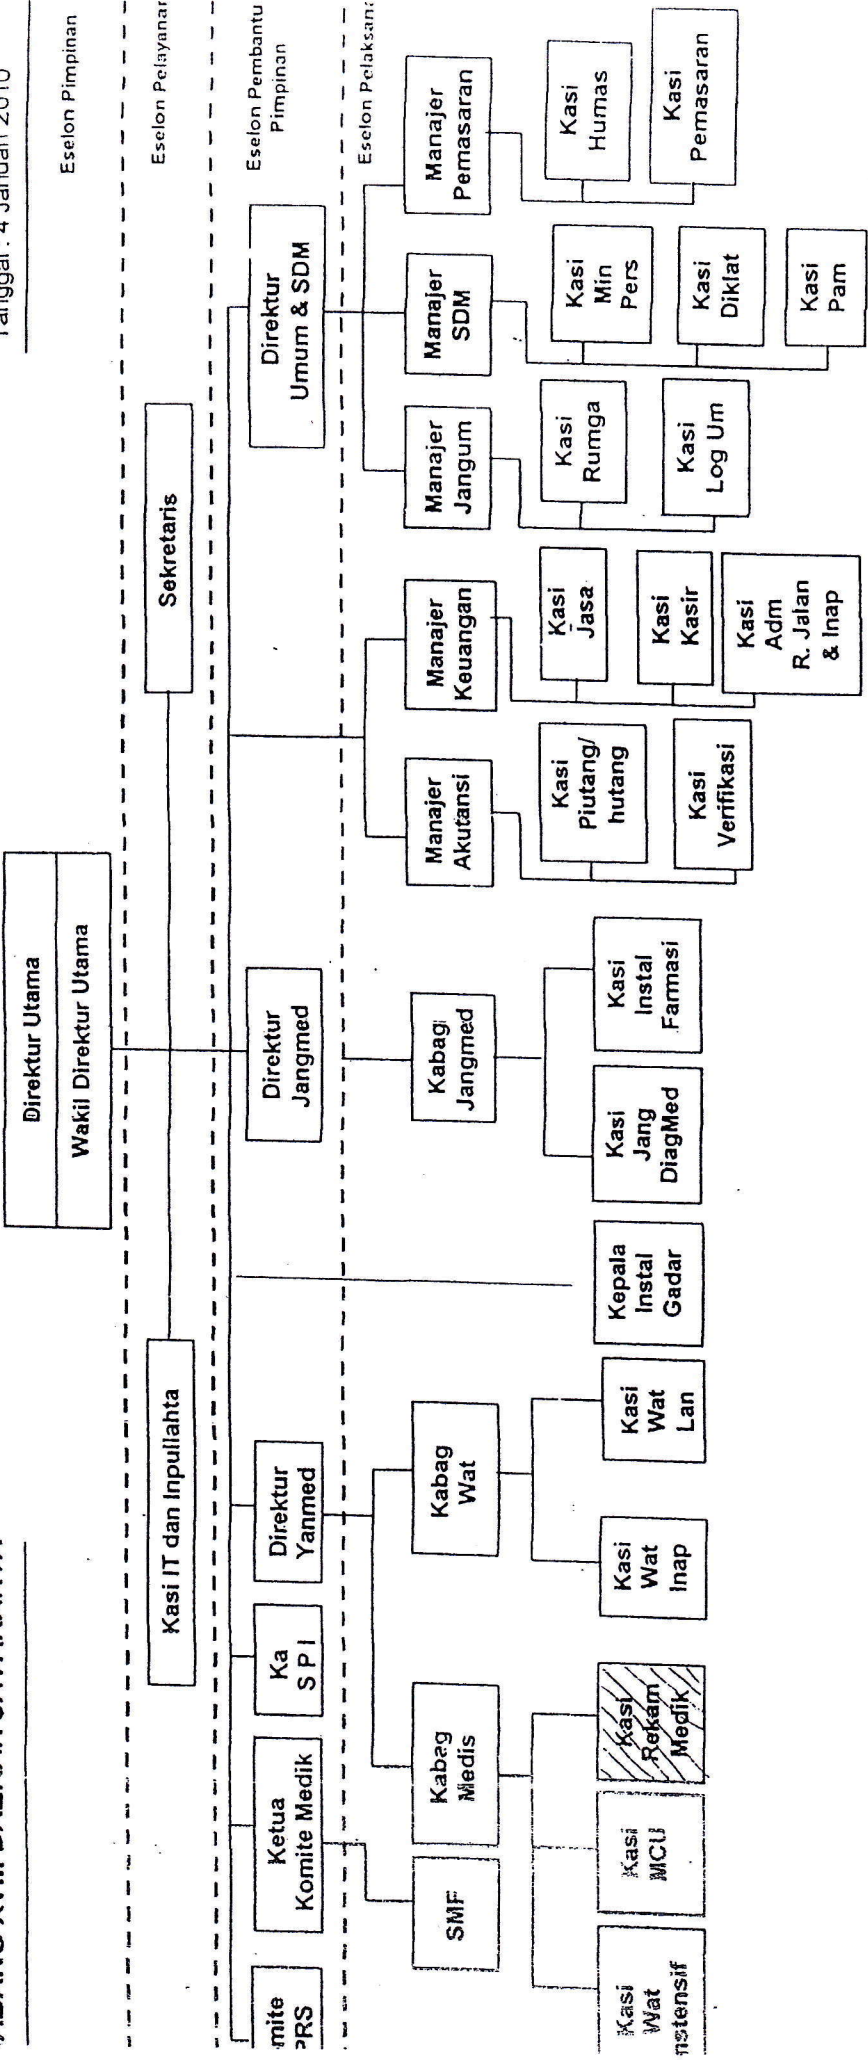 Tanggal : 4 Januari 2010
Eselon Pimpinan
Direktur Utama
Wakil Direktur Utama
Eselon Pelayanan
Kasi IT dan Inpullahta
Sekretaris
Eselon Pembantu
Pimpinan
mite
PRS
Ketua
Komite Medik
Ka
S P I
Direktur
Yanmed
Direktur
Jangmed
Direktur
Umum & SDM
Eselon Pelaksana
SMF
Kabag
Medis
Kabag
Wat
Kabag
Jangmed
Manajer
Akutansi
Manajer
Keuangan
Manajer
Jangum
Manajer
SDM
Manajer
Pemasaran
Kasi
Wat
nstensif
Kasi
MCU
Kasi
Rekam
Medik
Kasi
Wat
Inap
Kasi
Wat
Lan
Kepala
Instal
Gadar
Kasi
Jang
DiagMed
Kasi
Instal
Farmasi
Kasi
Piutang/
hutang
Kasi
Verifikasi
Kasi
Jasa
Kasi
Kasir
Kasi
Adm
R. Jalan
& Inap
Kasi
Rumga
Kasi
Log Um
Kasi
Min
Pers
Kasi
Diklat
Kasi
Pam
Kasi
Humas
Kasi
Pemasaran